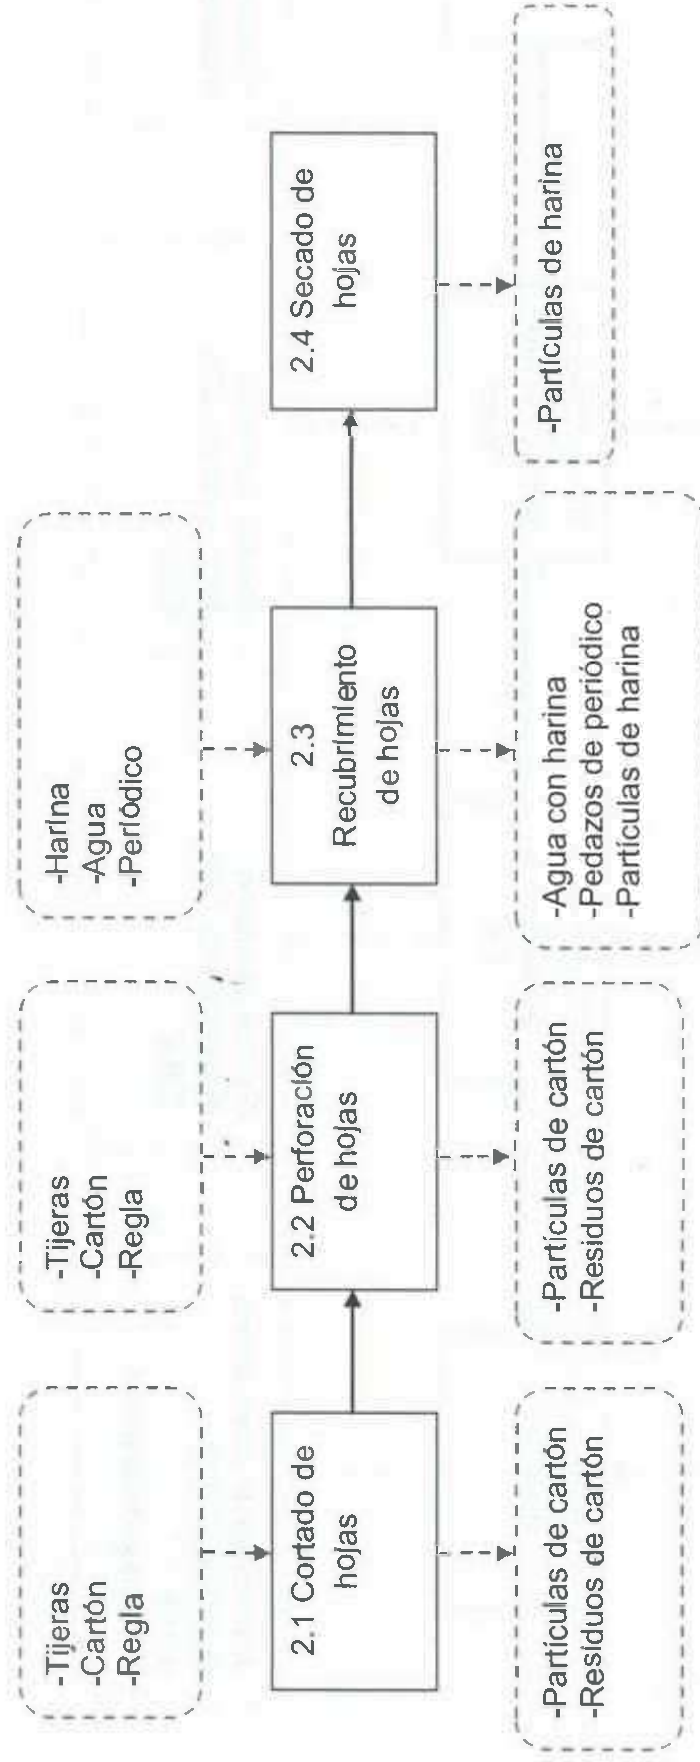 -Tijeras
-Cartón
-Regla
-Tijeras
-Cartón
-Regla
-Harina
-Agua
-Periódico
2.1 Cortado de
hojas
2.2 Perforación
de hojas
2.3
Recubrimiento
de hojas
2.4 Secado de
hojas
-Partículas de cartón
-Residuos de cartón
-Partículas de cartón
-Residuos de cartón
-Agua con harina
-Pedazos de periódico
-Partículas de harina
-Partículas de harina